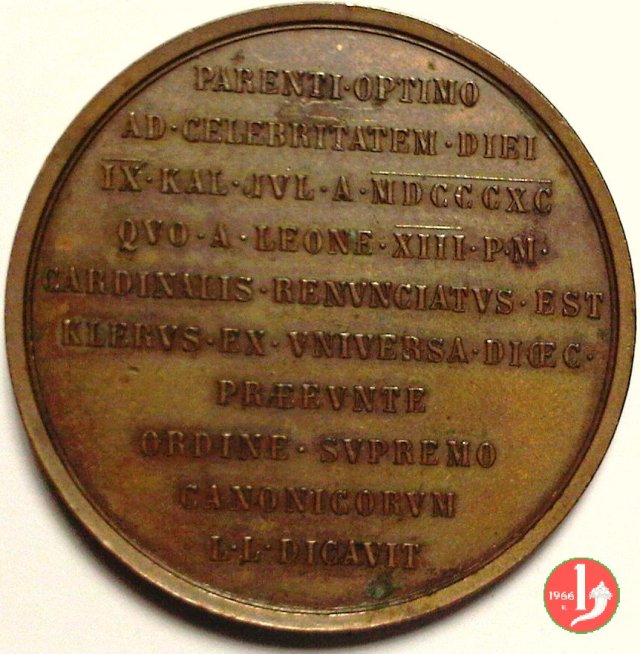 PARENTI·OPTIMO
AD·CELEBRITATEM·DIEI
IX·KAL·JVL·A·MDCCCXC
QVO·A·LEONE·XIII·P·M·
CARDINALIS·RENVNCIATVS·EST
KLERVS·EX·VNIVERSA·DIŒC·
PRÆEVNTE
ORDINE·SVPREMO
CANONICORVM
L·L·DICAVIT
1966